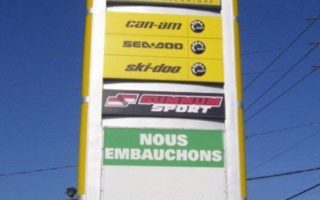 can-am
SEA-DOO
ski-doo
SUMMUM
SPORT
NOUS
EMBAUCHONS